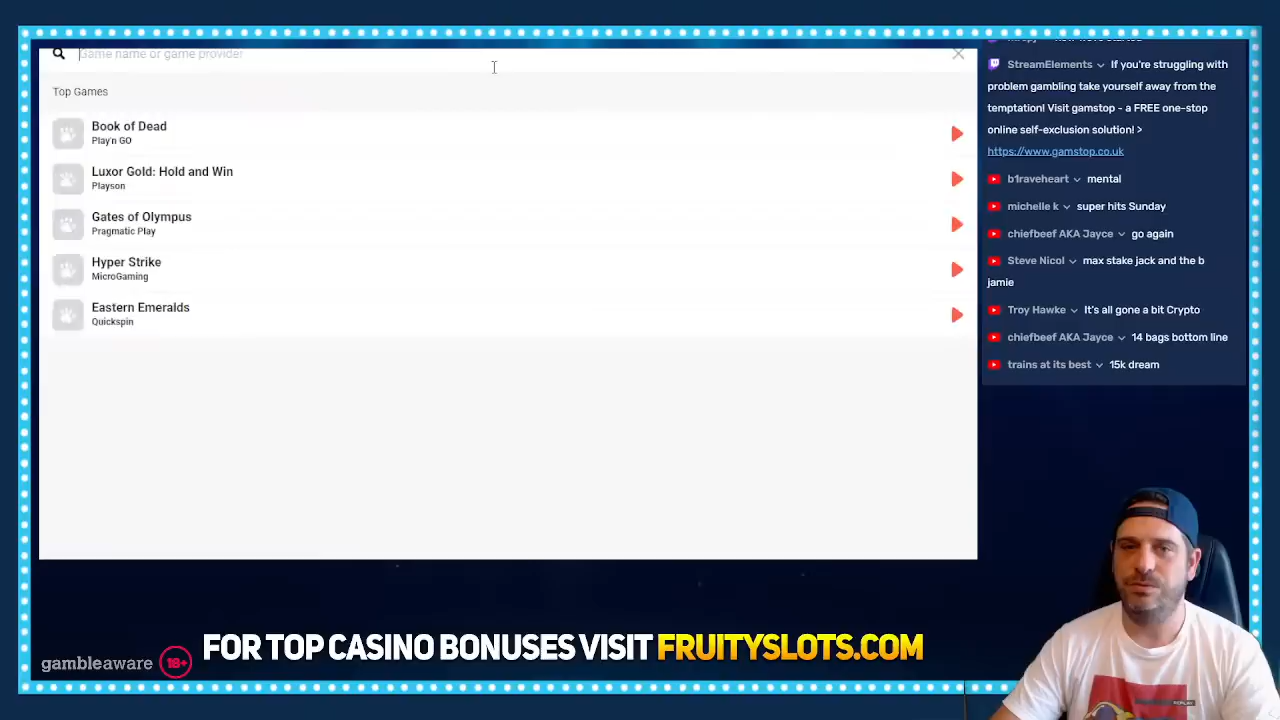 Game name or game provider
Top Games
Book of Dead
Play'n GO
Luxor Gold: Hold and Win
Playson
Gates of Olympus
Pragmatic Play
Hyper Strike
MicroGaming
Eastern Emeralds
Quickspin
StreamElements If you're struggling with
problem gambling take yourself away from the
temptation! Visit gamstop - a FREE one-stop
online self-exclusion solution! >
https://www.gamstop.co.uk
b1raveheart mental
michelle k super hits Sunday
chiefbeef AKA Jayce go again
Steve Nicol max stake jack and the b
jamie
Troy Hawke It's all gone a bit Crypto
chiefbeef AKA Jayce 14 bags bottom line
trains at its best 15k dream
gambleaware 18+
FOR TOP CASINO BONUSES VISIT FRUITYSLOTS.COM
REPLAY